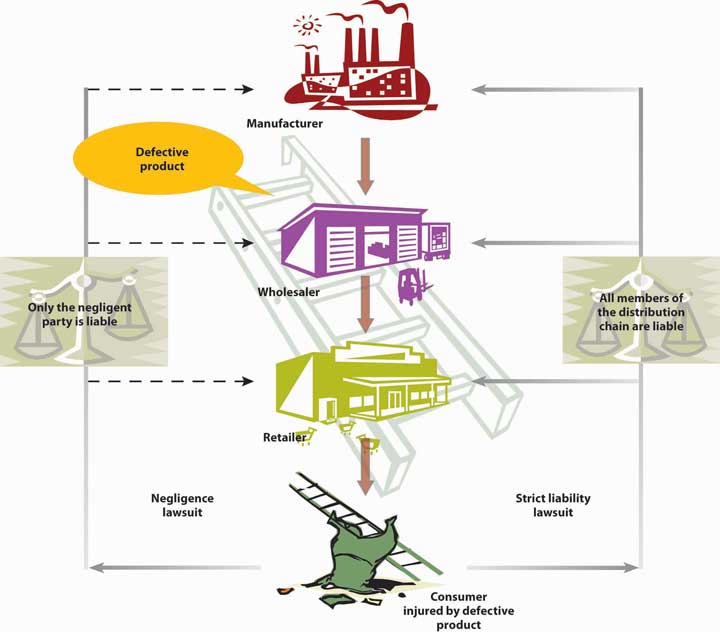 Manufacturer
Defective
product
Wholesaler
Only the negligent
party is liable
All members of
the distribution
chain are liable
Retailer
Negligence
lawsuit
Strict liability
lawsuit
Consumer
injured by defective
product